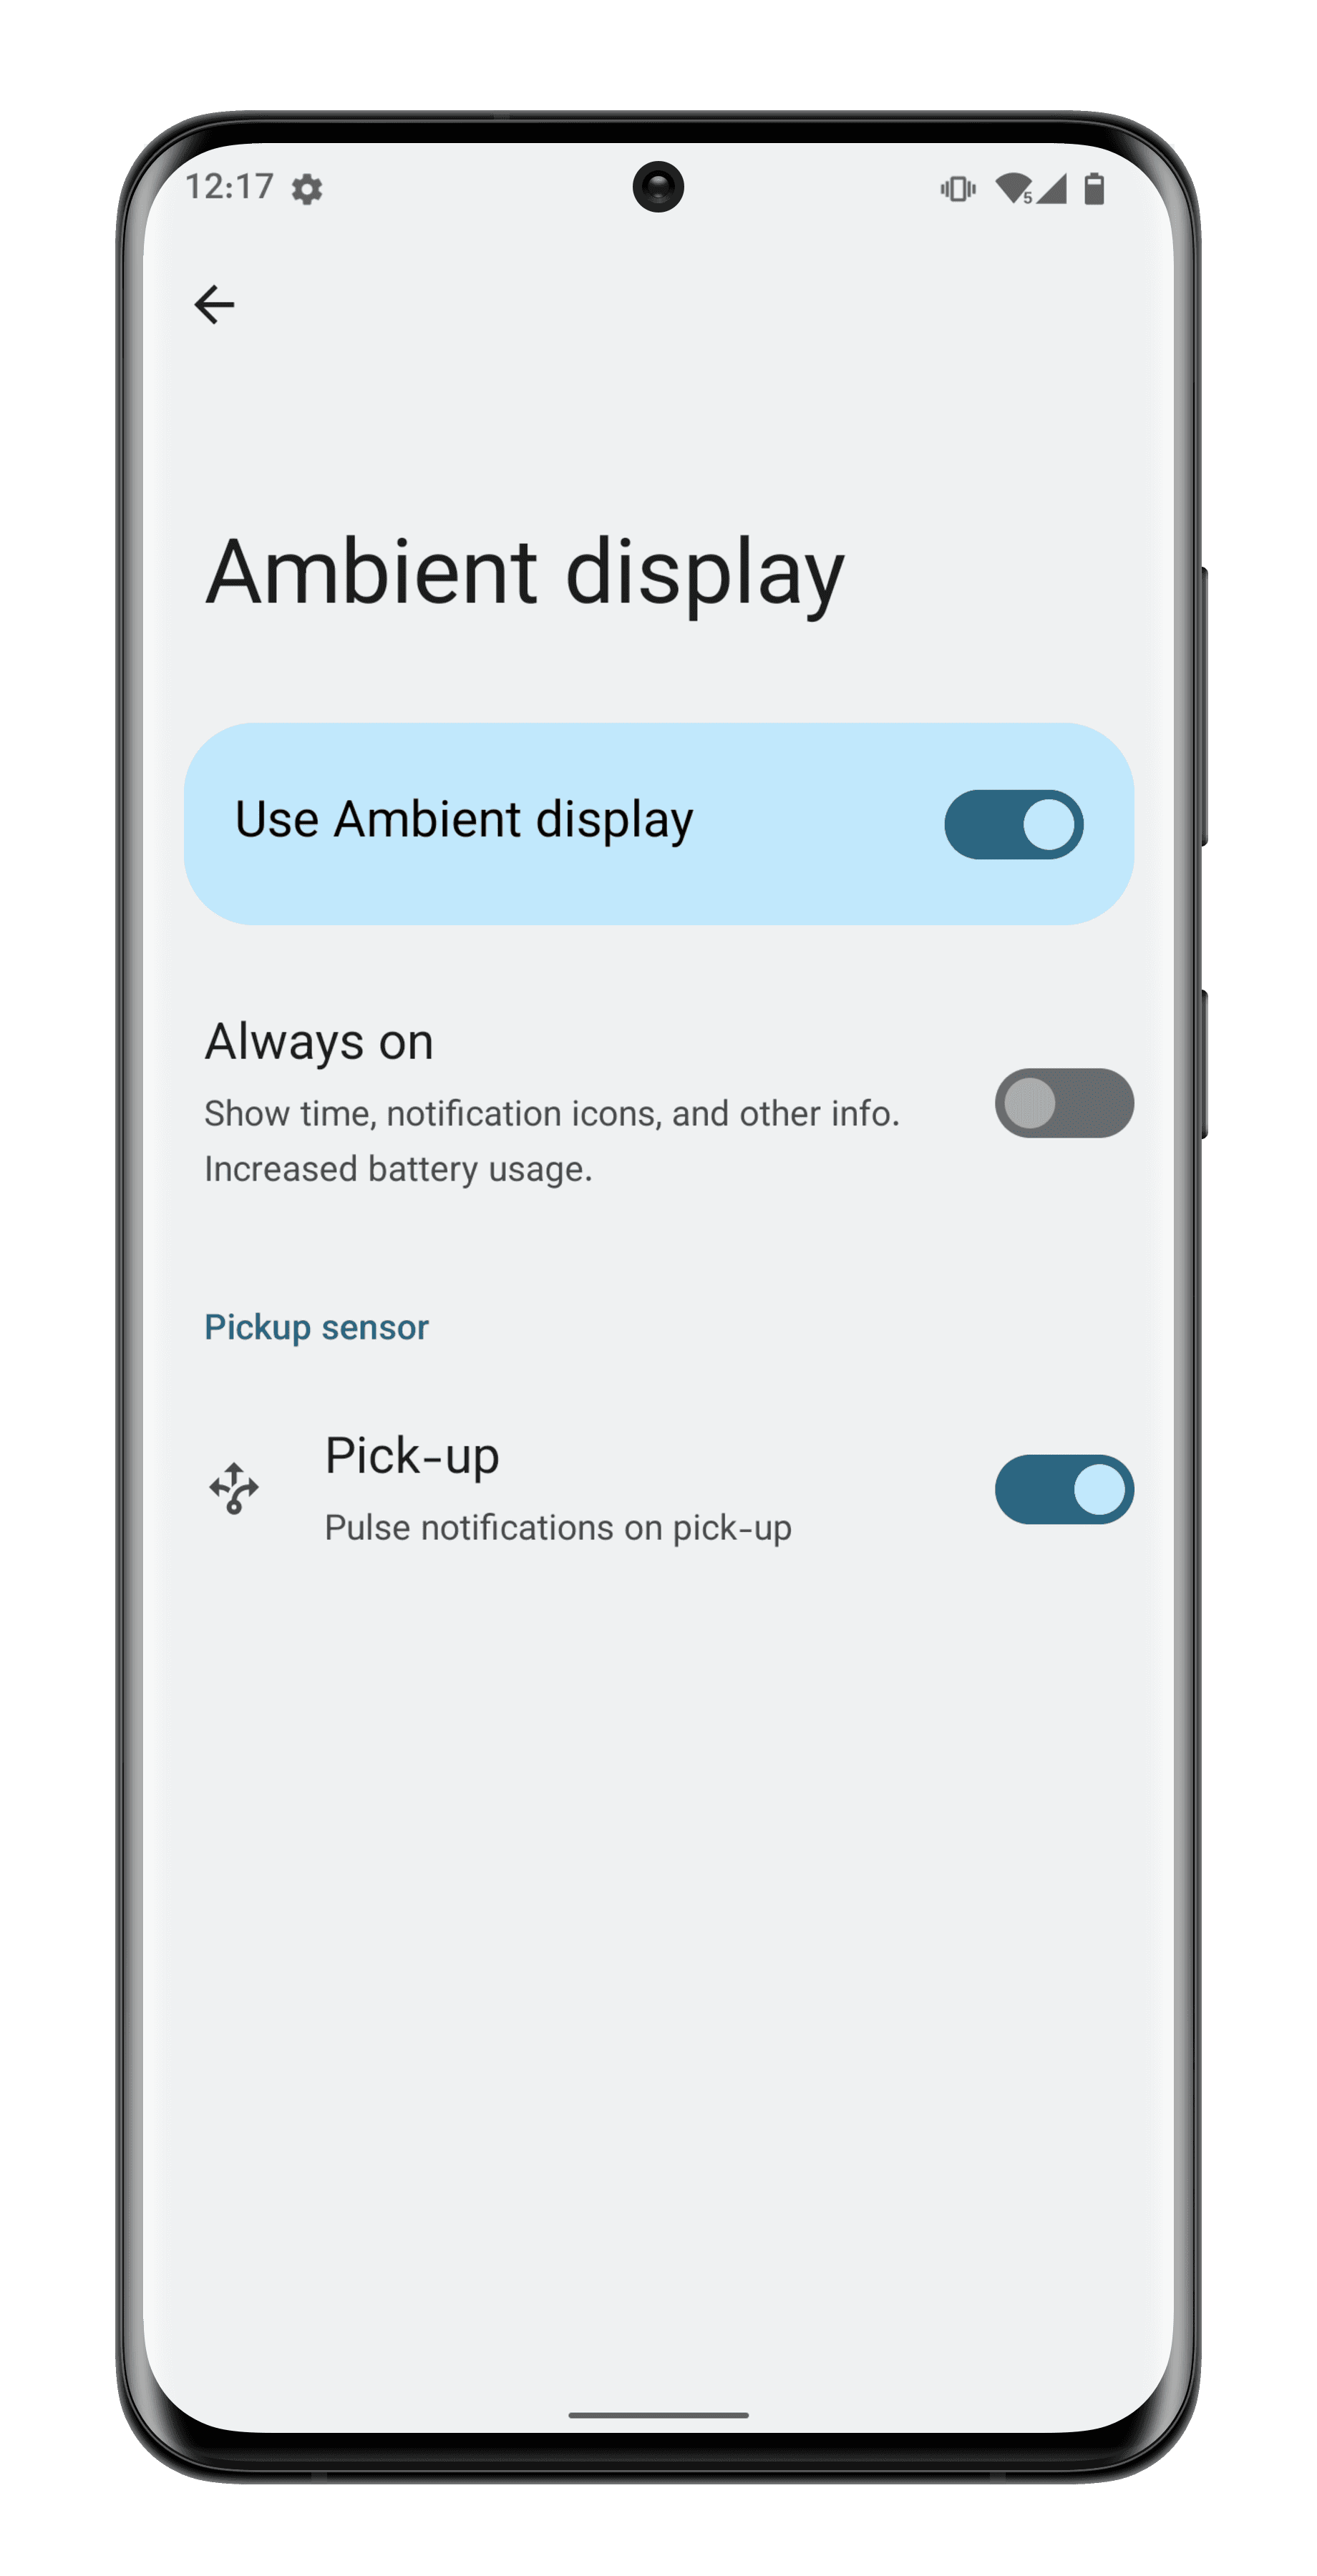 12:17
5
Ambient display
Use Ambient display
Always on
Show time, notification icons, and other info.
Increased battery usage.
Pickup sensor
Pick-up
Pulse notifications on pick-up